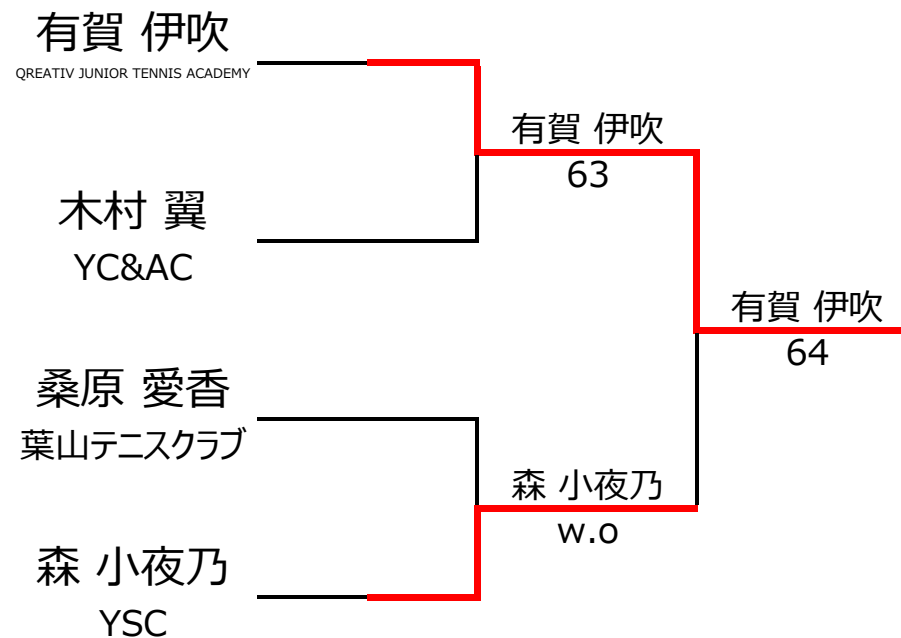 有賀 伊吹
QREATIV JUNIOR TENNIS ACADEMY
有賀 伊吹
63
木村 翼
YC&AC
有賀 伊吹
64
桑原 愛香
葉山テニスクラブ
森 小夜乃
w.o
森 小夜乃
YSC